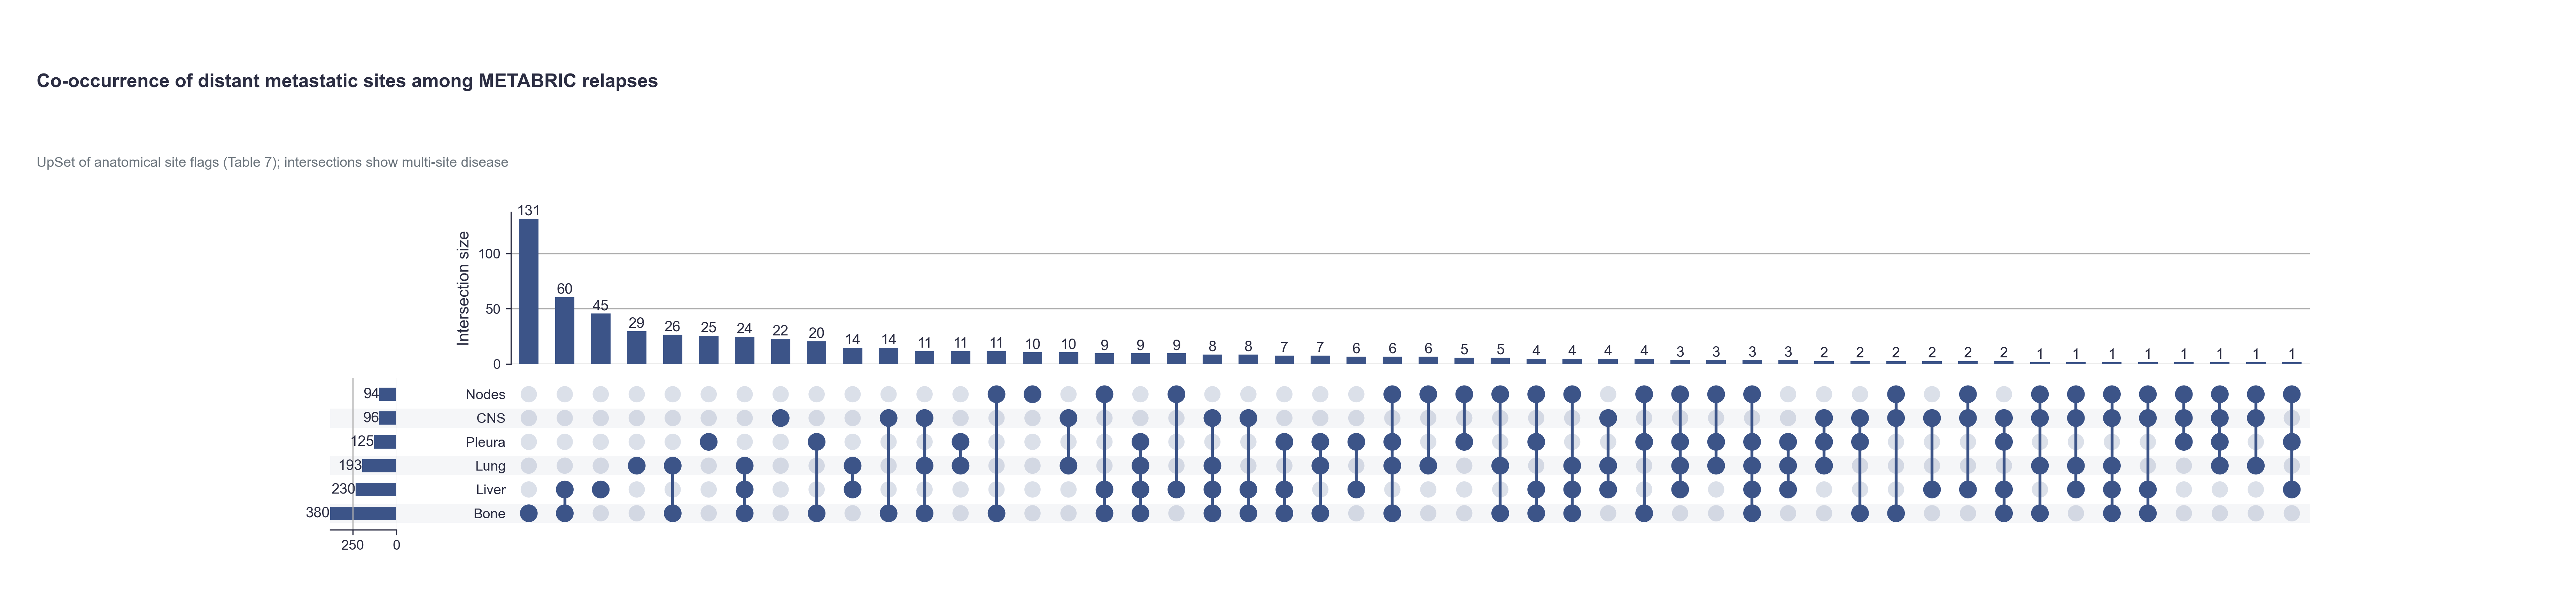 Co-occurrence of distant metastatic sites among METABRIC relapses
UpSet of anatomical site flags (Table 7); intersections show multi-site disease
Intersection size
100
50
0
131 60 45 29 26 25 24 22 20 14 14 11 11 11 10 10 9 9 9 8 8 7 7 6 6 6 5 5 4 4 4 4 3 3 3 3 2 2 2 2 2 2 1 1 1 1 1 1 1 1
94 Nodes
96 CNS
125 Pleura
193 Lung
230 Liver
380 Bone
250 0